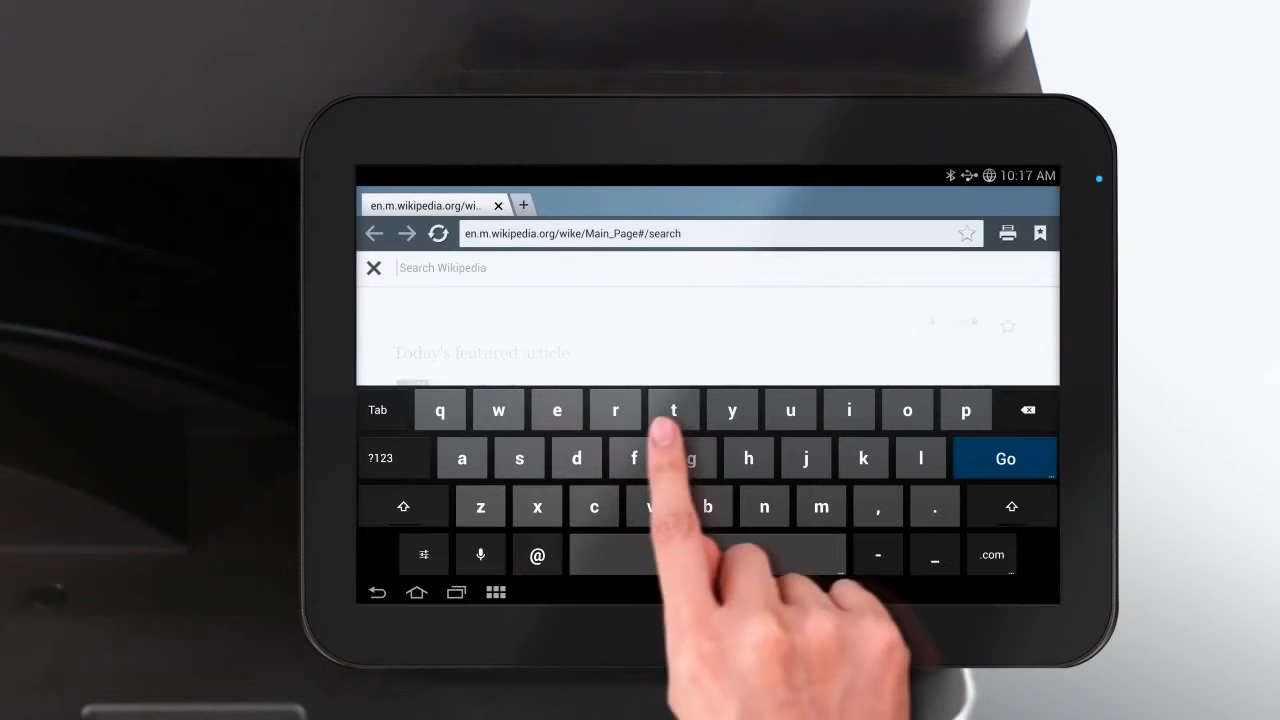 10:17 AM
en.m.wikipedia.org/wi..
en.m.wikipedia.org/wike/Main_Page#/search
Search Wikipedia
Today's featured article
Tab q w e r t y u i o p
?123 a s d f g h j k l Go
z x c v b n m , .
@ - _ .com